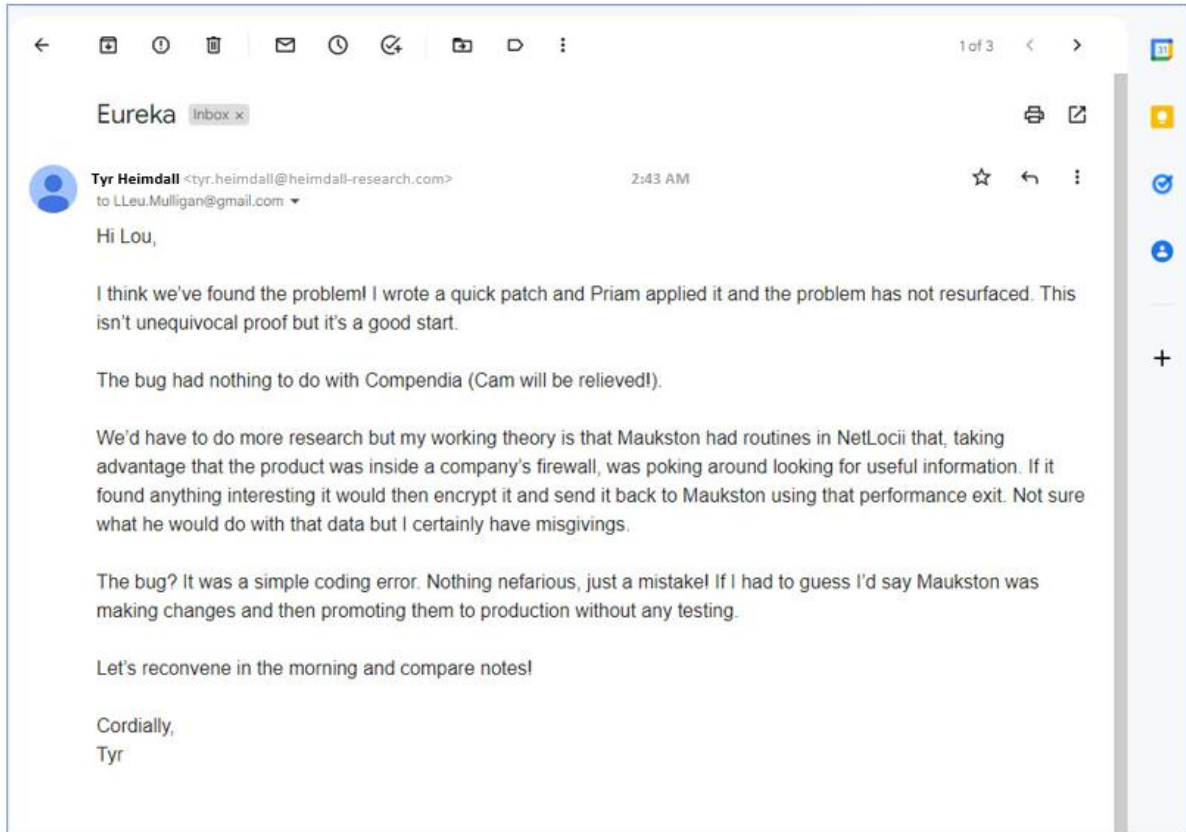 1 of 3
31
Eureka Inbox ×
Tyr Heimdall <tyr.heimdall@heimdall-research.com> 2:43 AM
to LLeu.Mulligan@gmail.com
Hi Lou,
I think we've found the problem! I wrote a quick patch and Priam applied it and the problem has not resurfaced. This
isn't unequivocal proof but it's a good start.
The bug had nothing to do with Compendia (Cam will be relieved!).
We'd have to do more research but my working theory is that Maukston had routines in NetLocii that, taking
advantage that the product was inside a company's firewall, was poking around looking for useful information. If it
found anything interesting it would then encrypt it and send it back to Maukston using that performance exit. Not sure
what he would do with that data but I certainly have misgivings.
The bug? It was a simple coding error. Nothing nefarious, just a mistake! If I had to guess I'd say Maukston was
making changes and then promoting them to production without any testing.
Let's reconvene in the morning and compare notes!
Cordially,
Tyr